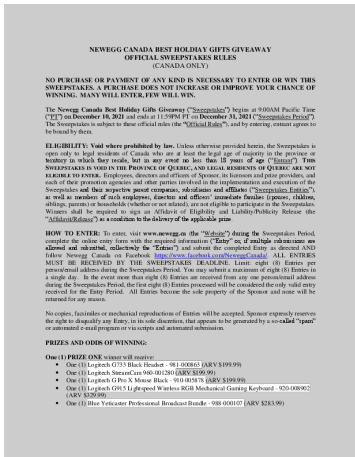 NEWEGG CANADA BEST HOLDIAY GIFTS GIVEAWAY
OFFICIAL SWEEPSTAKES RULES
(CANADA ONLY)
NO PURCHASE OR PAYMENT OF ANY KIND IS NECESSARY TO ENTER OR WIN THIS
SWEEPSTAKES. A PURCHASE DOES NOT INCREASE OR IMPROVE YOUR CHANCE OF
WINNING. MANY WILL ENTER, FEW WILL WIN.
The Newegg Canada Best Holiday Gifts Giveaway ("Sweepstakes") begins at 9:00AM Pacific Time
("PT") on December 10, 2021 and ends at 11:59PM PT on December 31, 2021 ("Sweepstakes Period").
The Sweepstakes is subject to these official rules (the "Official Rules"), and by entering, entrant agrees to
be bound by them.
ELIGIBILITY: Void where prohibited by law. Unless otherwise provided herein, the Sweepstakes is
open only to legal residents of Canada who are at least the legal age of majority in the province or
territory in which they reside, but in any event no less than 18 years of age ("Entrant"). THIS
SWEEPSTAKES IS VOID IN THE PROVINCE OF QUEBEC, AND LEGAL RESIDENTS OF QUEBEC ARE NOT
ELIGIBLE TO ENTER. Employees, directors and officers of Sponsor, its licensors and prize providers, and
each of their promotion agencies and other parties involved in the implementation and execution of the
Sweepstakes and their respective parent companies, subsidiaries and affiliates ("Sweepstakes Entities"),
as well as members of such employees, directors and officers' immediate families (spouses, children,
siblings, parents) or households (whether or not related), are not eligible to participate in the Sweepstakes.
Winners shall be required to sign an Affidavit of Eligibility and Liability/Publicity Release (the
"Affidavit/Release") as a condition to the delivery of the applicable prize.
HOW TO ENTER: To enter, visit www.newegg.ca (the "Website") during the Sweepstakes Period,
complete the online entry form with the required information ("Entry" or, if multiple submissions are
allowed and submitted, collectively the "Entries") and submit the completed Entry as directed AND
follow Newegg Canada on Facebook https://www.facebook.com/NeweggCanada/. ALL ENTRIES
MUST BE RECEIVED BY THE SWEEPSTAKES DEADLINE. Limit: eight (8) Entries per
person/email address during the Sweepstakes Period. You may submit a maximum of eight (8) Entries in
a single day. In the event more than eight (8) Entries are received from any one person/email address
during the Sweepstakes Period, the first eight (8) Entries processed will be considered the only valid entry
received for the Entry Period. All Entries become the sole property of the Sponsor and none will be
returned for any reason.
No copies, facsimiles or mechanical reproductions of Entries will be accepted. Sponsor expressly reserves
the right to disqualify any Entry, in its sole discretion, that appears to be generated by a so-called "spam"
or automated e-mail program or via scripts and automated submission.
PRIZES AND ODDS OF WINNING:
One (1) PRIZE ONE winner will receive:
• One (1) Logitech G733 Black Headset - 981-000863 (ARV $199.99)
• One (1) Logitech StreamCam 960-001280 (ARV $199.99)
• One (1) Logitech G Pro X Mouse Black - 910-005878 (ARV $199.99)
• One (1) Logitech G915 Lightspeed Wireless RGB Mechanical Gaming Keyboard - 920-008902
(ARV $329.99)
• One (1) Blue Yeticaster Professional Broadcast Bundle - 988-000107 (ARV $283.99)